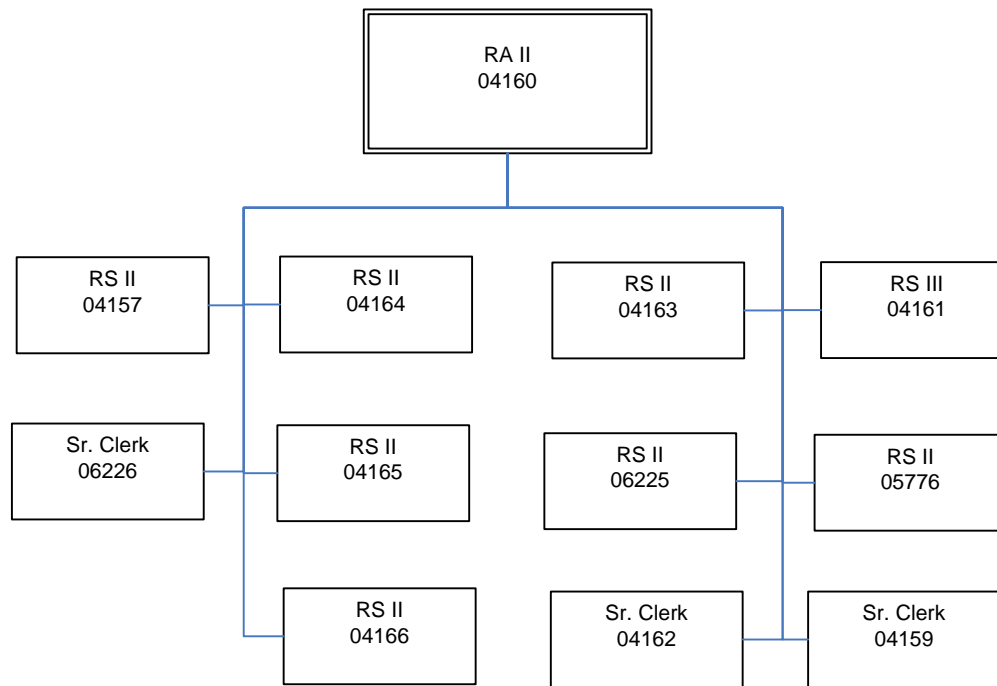 RA II
04160
RS II
04157
RS II
04164
RS II
04163
RS III
04161
Sr. Clerk
06226
RS II
04165
RS II
06225
RS II
05776
RS II
04166
Sr. Clerk
04162
Sr. Clerk
04159